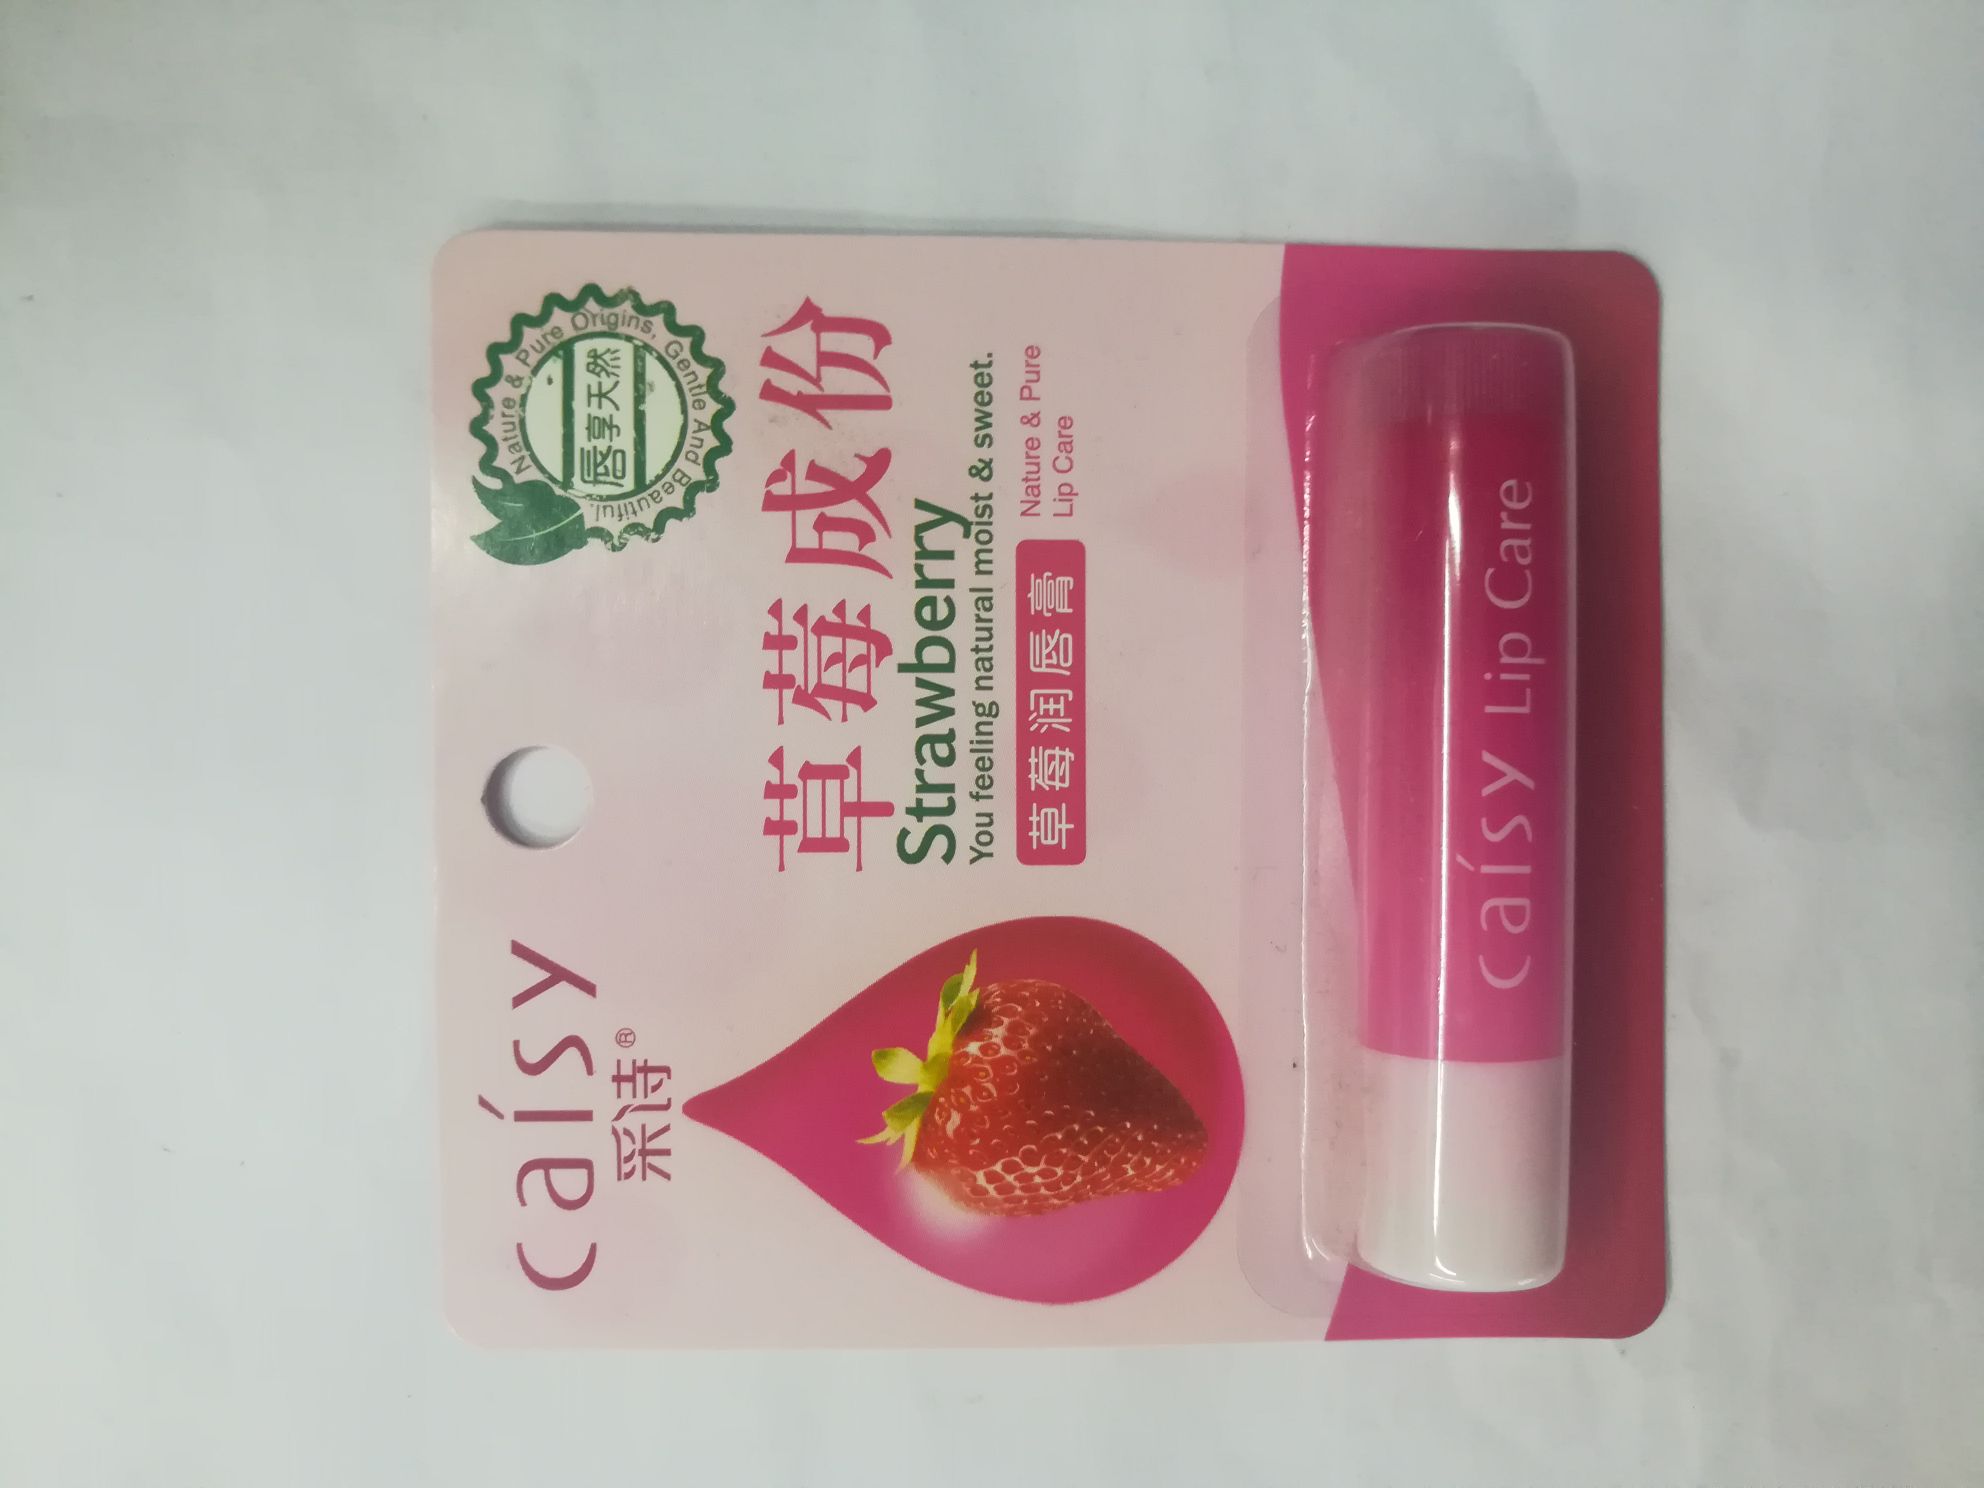 caísy
采诗®
Nature & Pure Origins, Gentle And Beautiful.
唇享天然
草莓成份
Strawberry
You feeling natural moist & sweet.
草莓润唇膏
Nature & Pure
Lip Care
caísy Lip Care